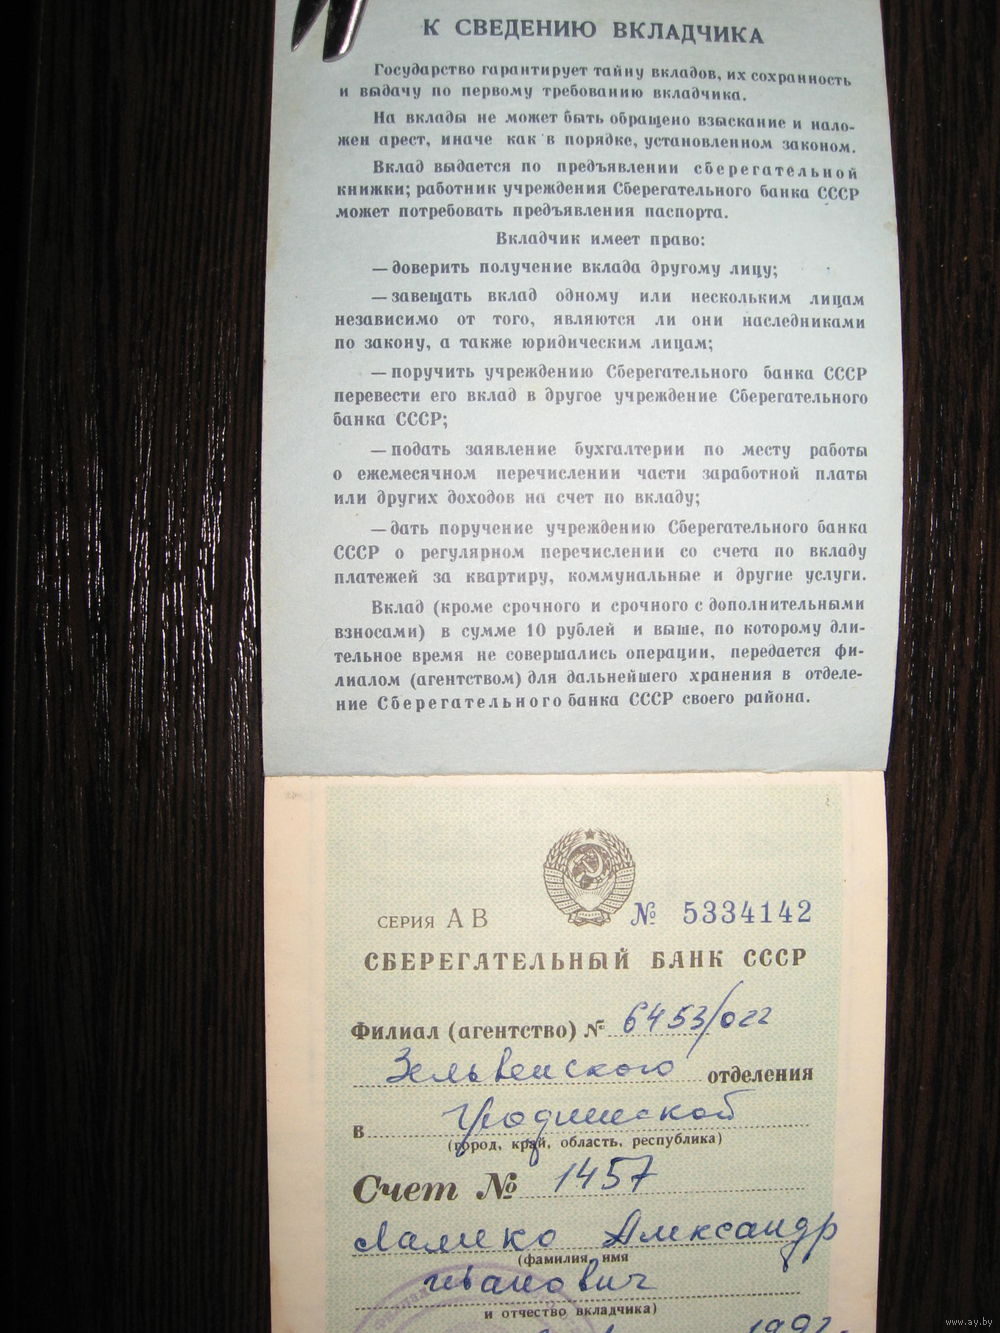 К СВЕДЕНИЮ ВКЛАДЧИКА
Государство гарантирует тайну вкладов, их сохранность
и выдачу по первому требованию вкладчика.
На вклады не может быть обращено взыскание и нало-
жен арест, иначе как в порядке, установленном законом.
Вклад выдается по предъявлении сберегательной
книжки; работник учреждения Сберегательного банка СССР
может потребовать предъявления паспорта.
Вкладчик имеет право:
— доверить получение вклада другому лицу;
— завещать вклад одному или нескольким лицам
независимо от того, являются ли они наследниками
по закону, а также юридическим лицам;
— поручить учреждению Сберегательного банка СССР
перевести его вклад в другое учреждение Сберегательного
банка СССР;
— подать заявление бухгалтерии по месту работы
о ежемесячном перечислении части заработной платы
или других доходов на счет по вкладу;
— дать поручение учреждению Сберегательного банка
СССР о регулярном перечислении со счета по вкладу
платежей за квартиру, коммунальные и другие услуги.
Вклад (кроме срочного и срочного с дополнительными
взносами) в сумме 10 рублей и выше, по которому дли-
тельное время не совершались операции, передается фи-
лиалом (агентством) для дальнейшего хранения в отделе-
ние Сберегательного банка СССР своего района.
СЕРИЯ АВ № 5334142
СБЕРЕГАТЕЛЬНЫЙ БАНК СССР
Филиал (агентство) № 6453/022
Зельвенского отделения
в Гродненской
(город, край, область, республика)
Счет № 1457
Александр
(фамилия, имя
Иванович
и отчество вкладчика)
199
www.ay.by